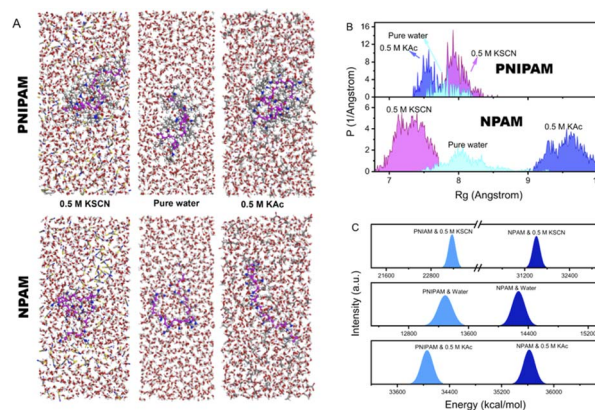 A
PNIPAM
0.5 M KSCN
Pure water
0.5 M KAc
NPAM
B
P (1/Angstrom)
16
12
8
4
0
Pure water
0.5 M KAc
0.5 M KSCN
PNIPAM
6
4
2
0
0.5 M KSCN
NPAM
Pure water
0.5 M KAc
7 8 9 10
Rg (Angstrom)
C
Intensity (a.u.)
PNIAM & 0.5 M KSCN
NPAM & 0.5 M KSCN
21600 22800 31200 32400
PNIPAM & Water
NPAM & Water
12800 13600 14400 15200
PNIPAM & 0.5 M KAc
NPAM & 0.5 M KAc
33600 34400 35200 36000
Energy (kcal/mol)